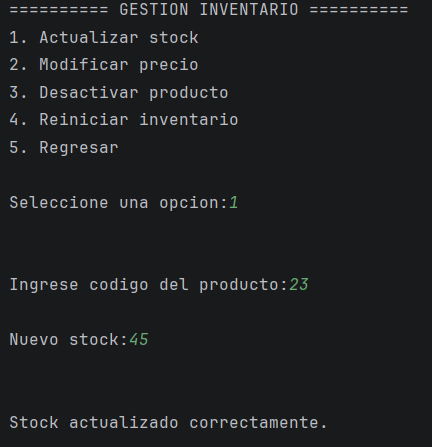 ========== GESTION INVENTARIO ==========
1. Actualizar stock
2. Modificar precio
3. Desactivar producto
4. Reiniciar inventario
5. Regresar
Seleccione una opcion:1
Ingrese codigo del producto:23
Nuevo stock:45
Stock actualizado correctamente.